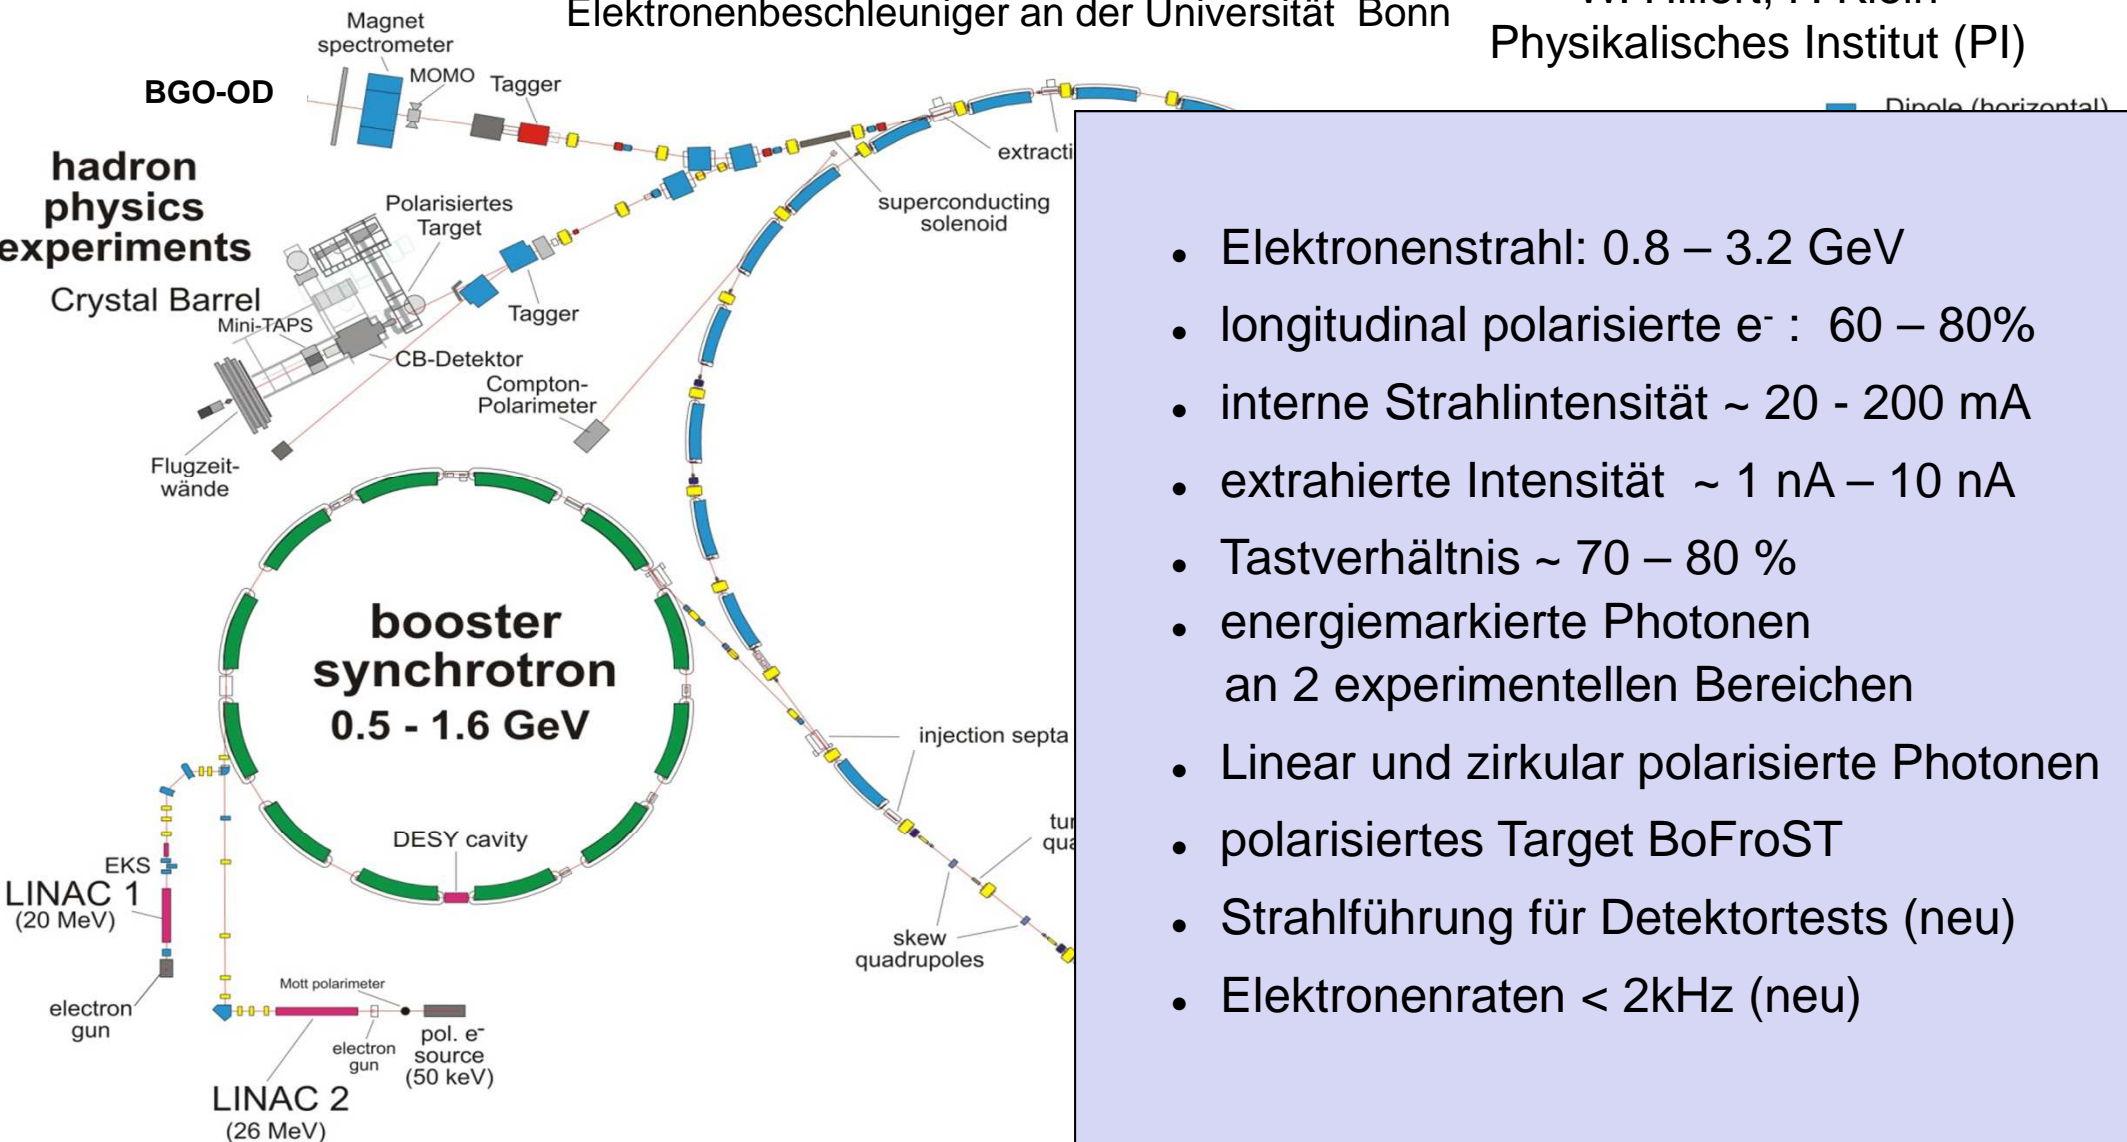 Elektronenbeschleuniger an der Universität Bonn
Physikalisches Institut (PI)
Dipole (horizontal)
Magnet
spectrometer
MOMO
Tagger
BGO-OD
hadron
physics
experiments
Crystal Barrel
Polarisiertes
Target
Mini-TAPS
Tagger
CB-Detektor
Compton-
Polarimeter
Flugzeit-
wände
extracti
superconducting
solenoid
booster
synchrotron
0.5 - 1.6 GeV
DESY cavity
injection septa
tur
qua
skew
quadrupoles
EKS
LINAC 1
(20 MeV)
electron
gun
Mott polarimeter
electron
gun
pol. e-
source
(50 keV)
LINAC 2
(26 MeV)
• Elektronenstrahl: 0.8 – 3.2 GeV
• longitudinal polarisierte e- : 60 – 80%
• interne Strahlintensität ~ 20 - 200 mA
• extrahierte Intensität ~ 1 nA – 10 nA
• Tastverhältnis ~ 70 – 80 %
• energiemarkierte Photonen
an 2 experimentellen Bereichen
• Linear und zirkular polarisierte Photonen
• polarisiertes Target BoFroST
• Strahlführung für Detektortests (neu)
• Elektronenraten < 2kHz (neu)